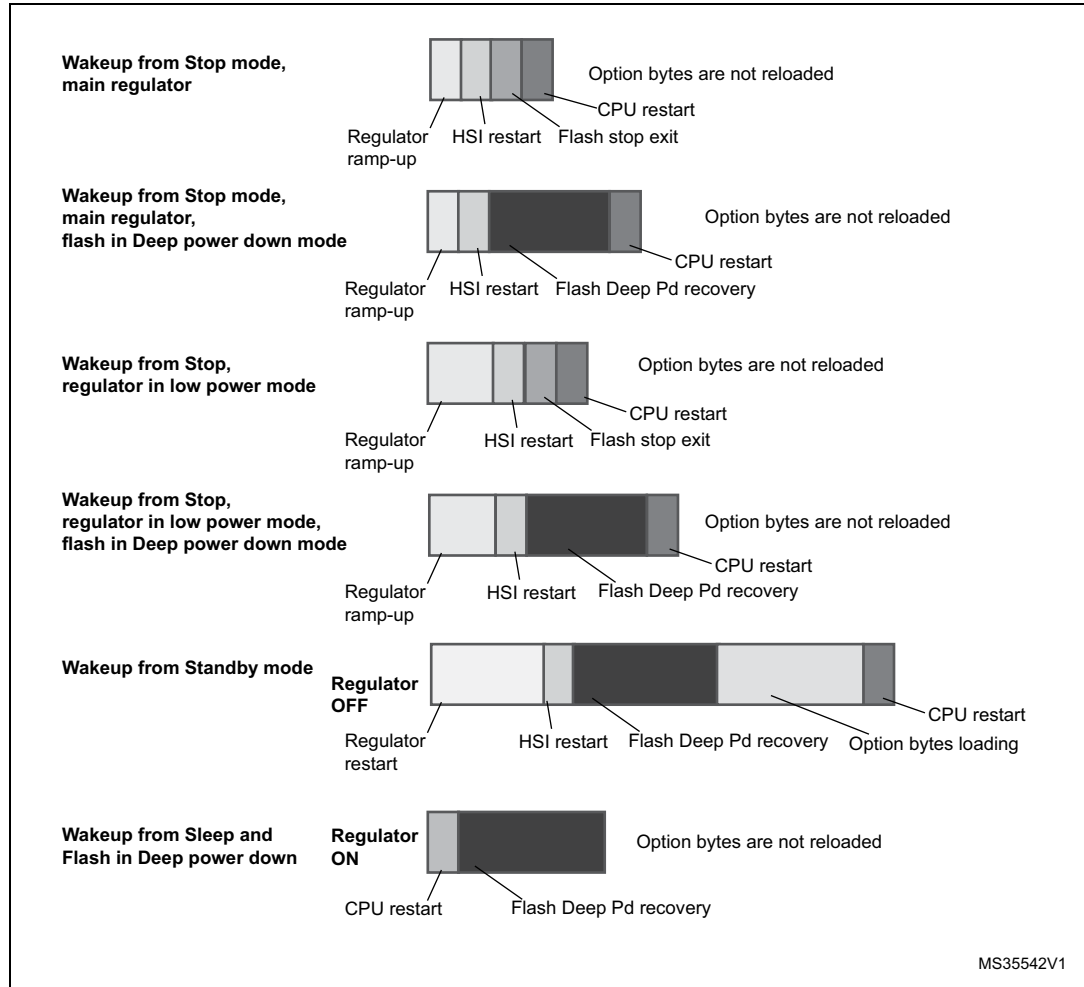 Wakeup from Stop mode,
main regulator
Option bytes are not reloaded
CPU restart
Regulator
ramp-up
HSI restart
Flash stop exit
Wakeup from Stop mode,
main regulator,
flash in Deep power down mode
Option bytes are not reloaded
CPU restart
Regulator
ramp-up
HSI restart
Flash Deep Pd recovery
Wakeup from Stop,
regulator in low power mode
Option bytes are not reloaded
CPU restart
Regulator
ramp-up
HSI restart
Flash stop exit
Wakeup from Stop,
regulator in low power mode,
flash in Deep power down mode
Option bytes are not reloaded
CPU restart
Regulator
ramp-up
HSI restart
Flash Deep Pd recovery
Wakeup from Standby mode
Regulator
OFF
CPU restart
Regulator
restart
HSI restart
Flash Deep Pd recovery
Option bytes loading
Wakeup from Sleep and
Flash in Deep power down
Regulator
ON
Option bytes are not reloaded
CPU restart
Flash Deep Pd recovery
MS35542V1